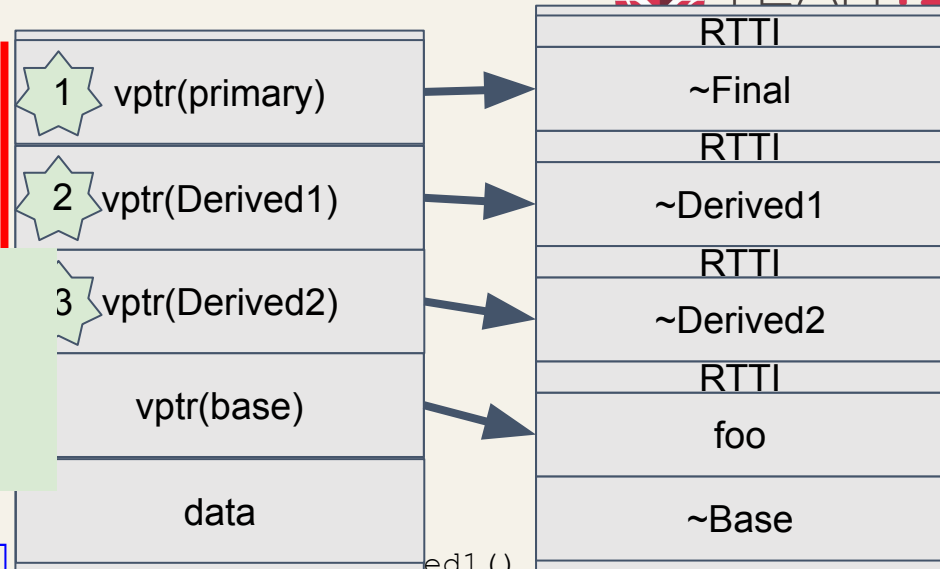 RTTI
1 vptr(primary)
~Final
RTTI
2 vptr(Derived1)
~Derived1
RTTI
3 vptr(Derived2)
~Derived2
RTTI
vptr(base)
foo
data
~Base
ed1()